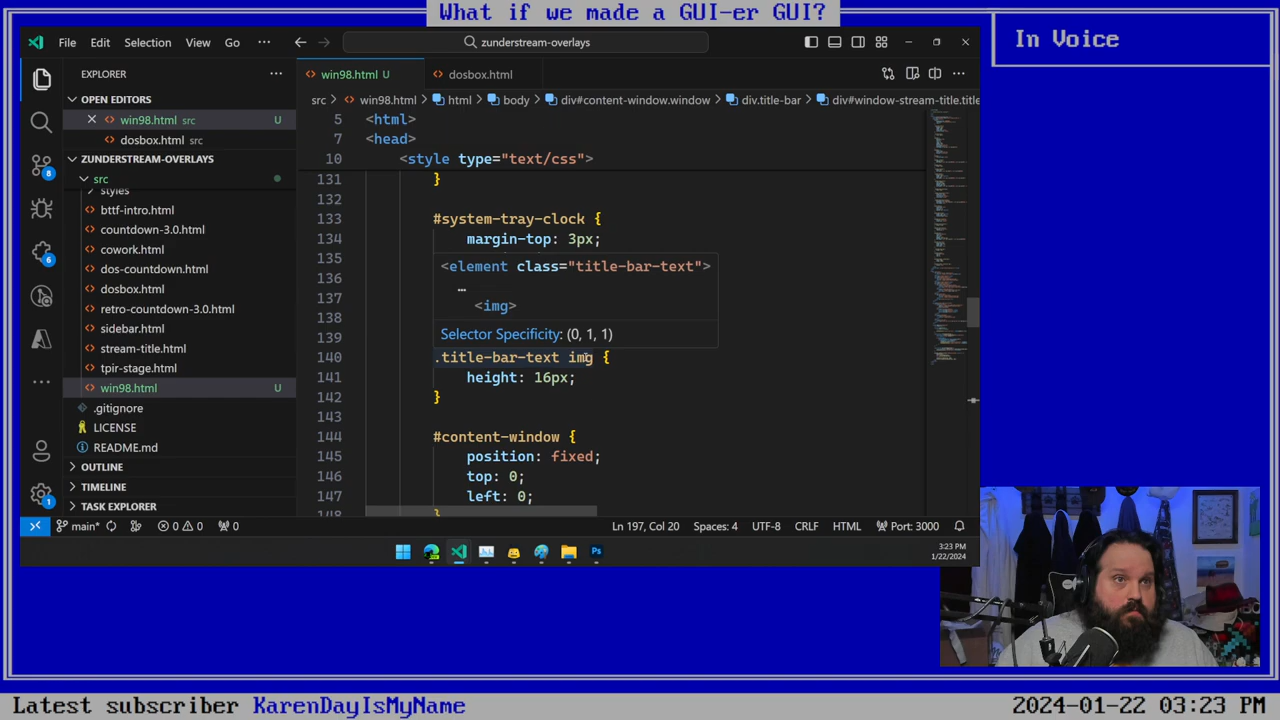 What if we made a GUI-er GUI?
In Voice
File Edit Selection View Go
zunderstream-overlays
EXPLORER
OPEN EDITORS
win98.html src U
dosbox.html src
ZUNDERSTREAM-OVERLAYS
src
styles
bttf-intro.html
countdown-3.0.html
cowork.html
dos-countdown.html
dosbox.html
retro-countdown-3.0.html
sidebar.html
stream-title.html
tpir-stage.html
win98.html U
.gitignore
LICENSE
README.md
OUTLINE
TIMELINE
TASK EXPLORER
8
6
1
win98.html U
dosbox.html
src win98.html html body div#content-window.window div.title-bar div#window-stream-title.title
5 <html>
7 <head>
10 <style type="text/css">
131 }
132
133 #system-tray-clock {
134 margin-top: 3px;
135
136
137
138
<element class="title-bar-text">
…
<img>
Selector Specificity: (0, 1, 1)
140 .title-bar-text img {
141 height: 16px;
142 }
143
144 #content-window {
145 position: fixed;
146 top: 0;
147 left: 0;
148 }
main* 0 0 0 Ln 197, Col 20 Spaces: 4 UTF-8 CRLF HTML Port: 3000
Ps
3:23 PM
1/22/2024
Latest subscriber KarenDayIsMyName
2024-01-22 03:23 PM